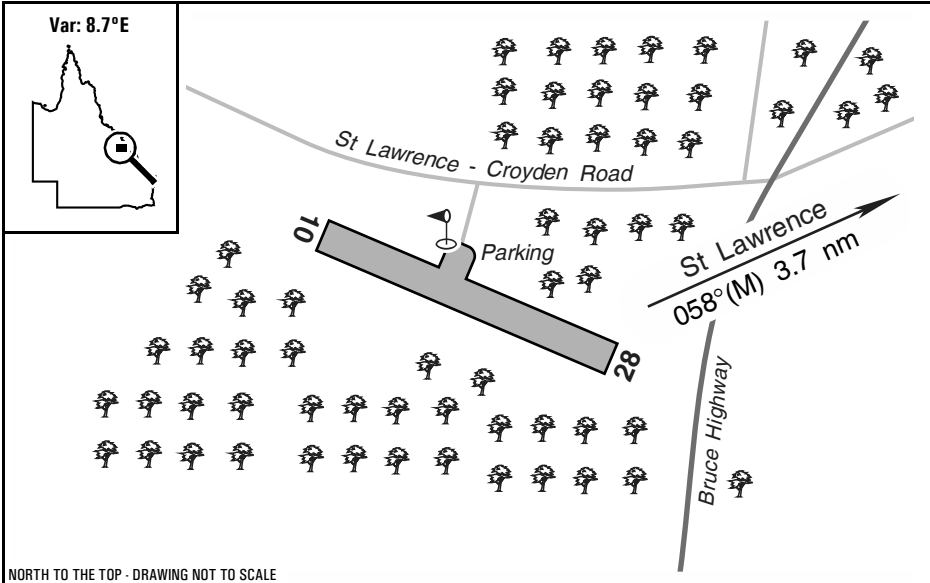 Var: 8.7°E
St Lawrence - Croyden Road
10
Parking
St Lawrence
058°(M) 3.7 nm
28
Bruce Highway
NORTH TO THE TOP - DRAWING NOT TO SCALE